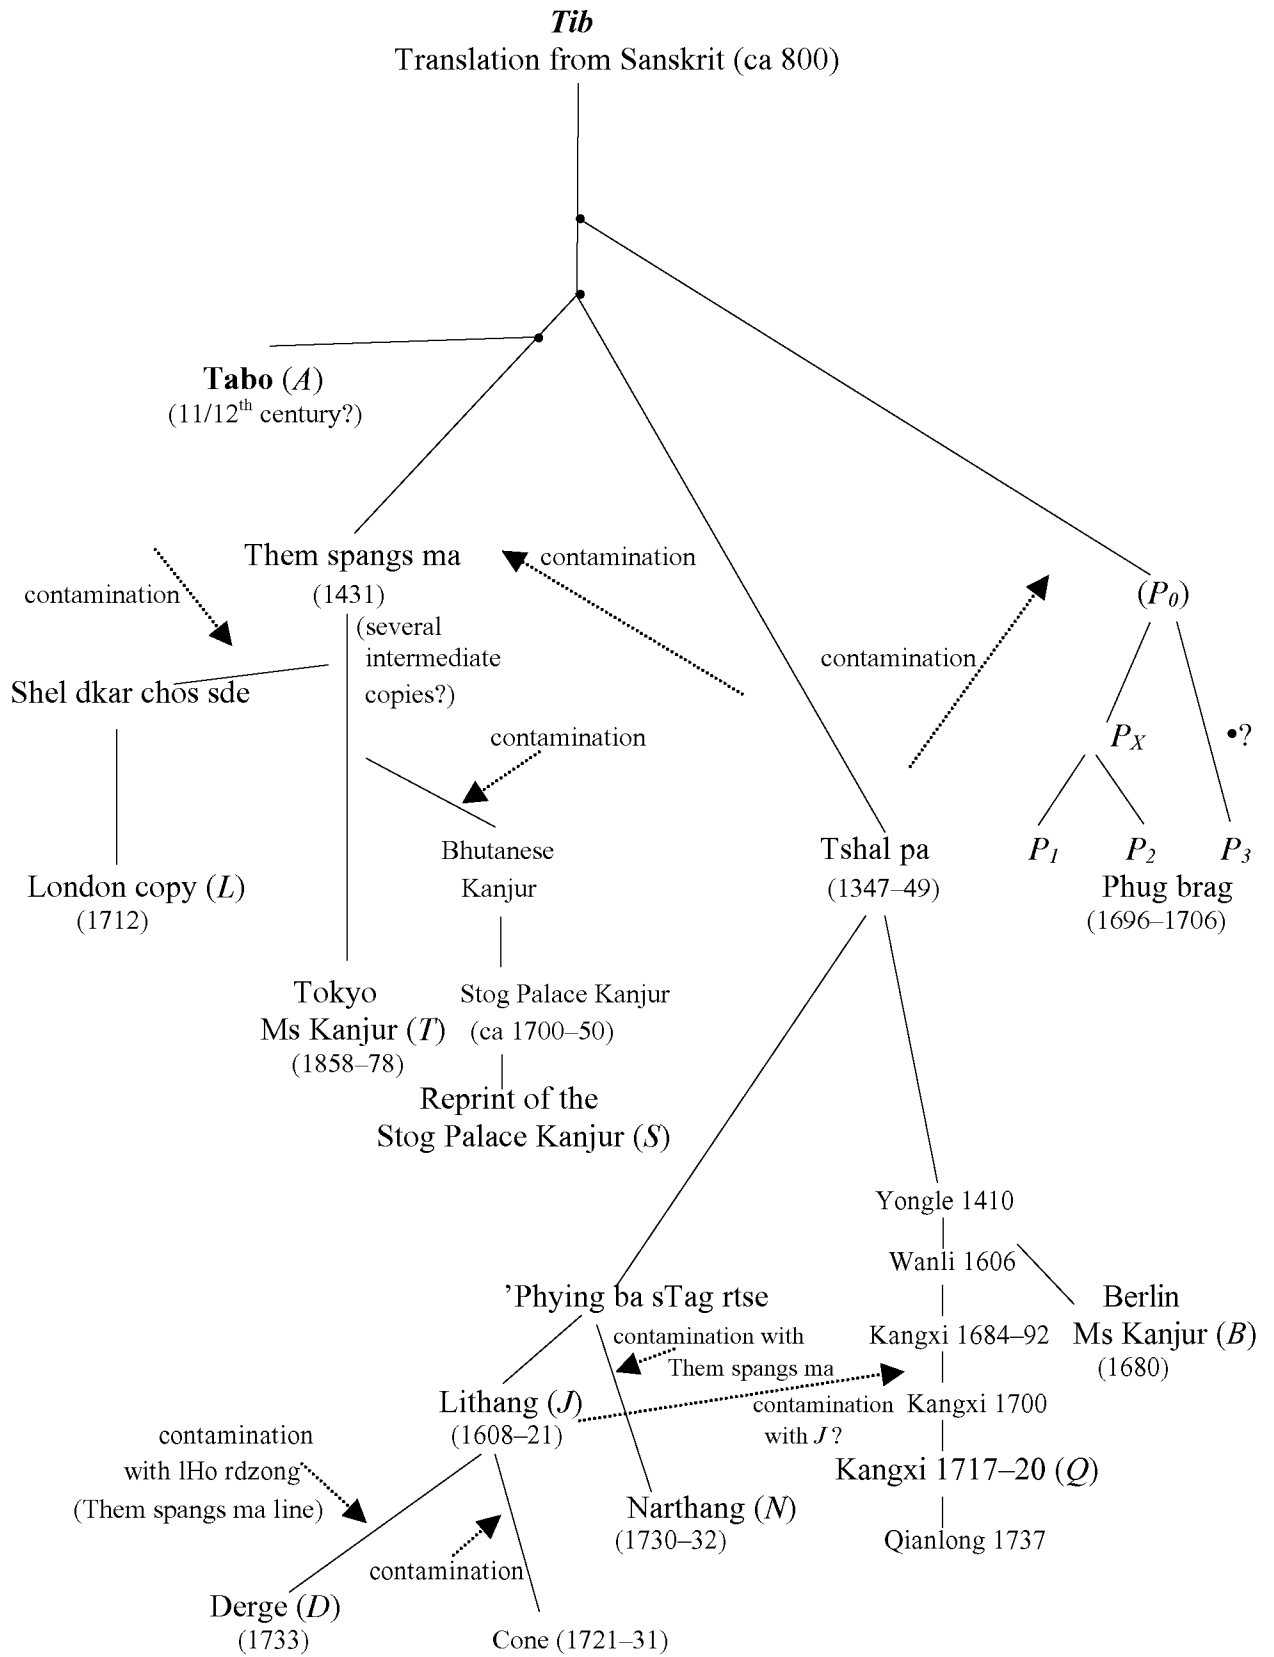 Tib
Translation from Sanskrit (ca 800)
Tabo (A)
(11/12th century?)
Them spangs ma
(1431)
(several
intermediate
copies?)
contamination
contamination
contamination
Shel dkar chos sde
London copy (L)
(1712)
contamination
Bhutanese
Kanjur
Tokyo
Ms Kanjur (T)
(1858–78)
Stog Palace Kanjur
(ca 1700–50)
Reprint of the
Stog Palace Kanjur (S)
Tshal pa
(1347–49)
(P0)
PX
•?
P1
P2
P3
Phug brag
(1696–1706)
Yongle 1410
Wanli 1606
Berlin
Ms Kanjur (B)
(1680)
Kangxi 1684–92
Kangxi 1700
Kangxi 1717–20 (Q)
Qianlong 1737
’Phying ba sTag rtse
contamination with
Them spangs ma
contamination
with J?
Lithang (J)
(1608–21)
contamination
with lHo rdzong
(Them spangs ma line)
contamination
Narthang (N)
(1730–32)
Derge (D)
(1733)
Cone (1721–31)